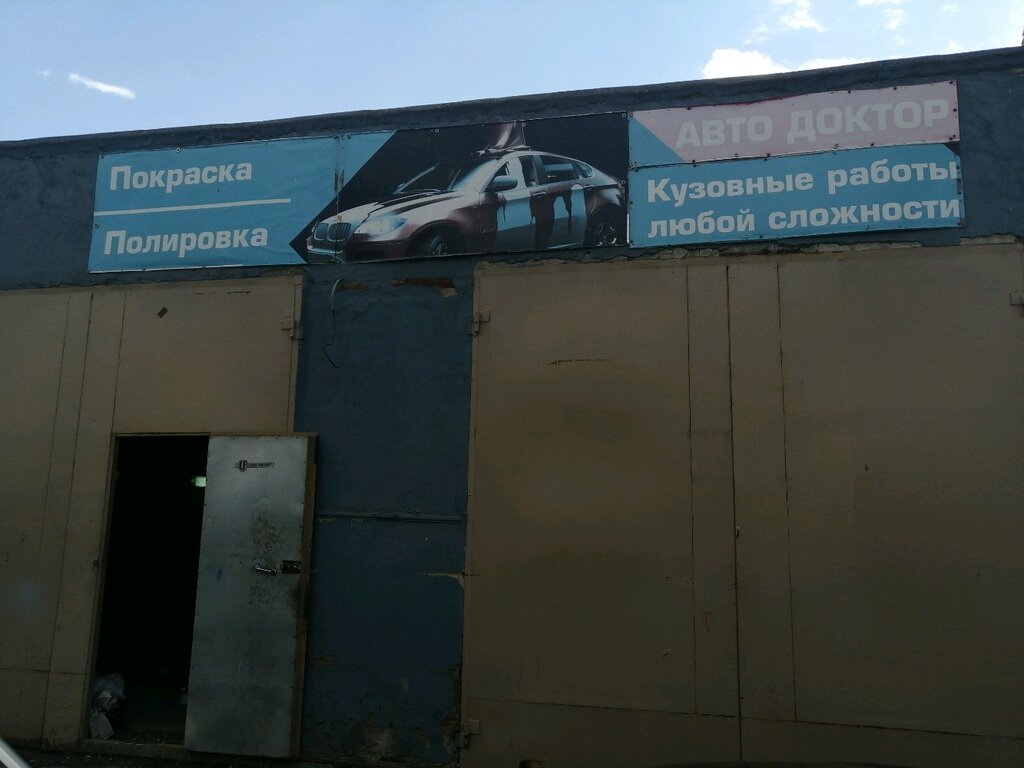 Покраска
Полировка
АВТО ДОКТОР
Кузовные работы
любой сложности